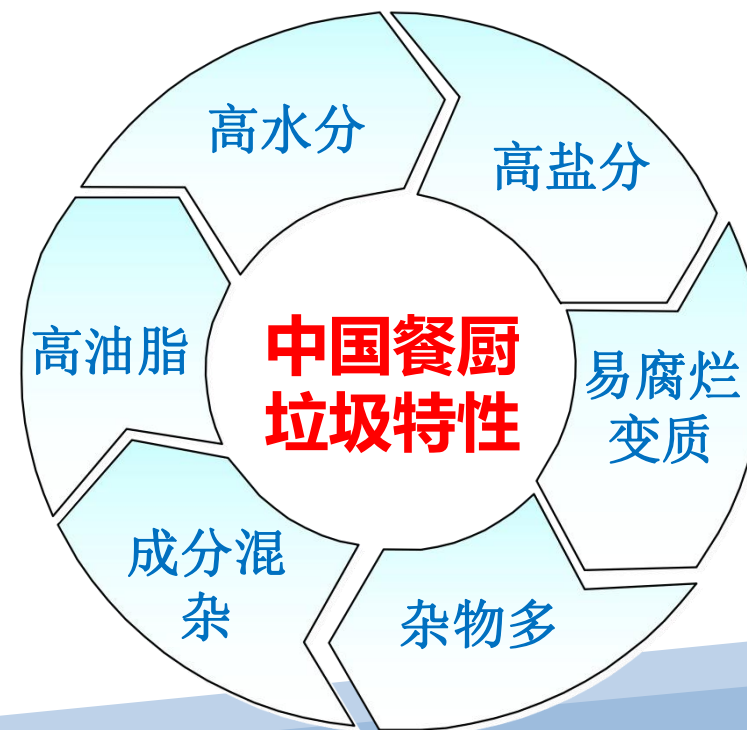 高水分
高盐分
易腐烂
变质
杂物多
成分混
杂
高油脂
中国餐厨
垃圾特性